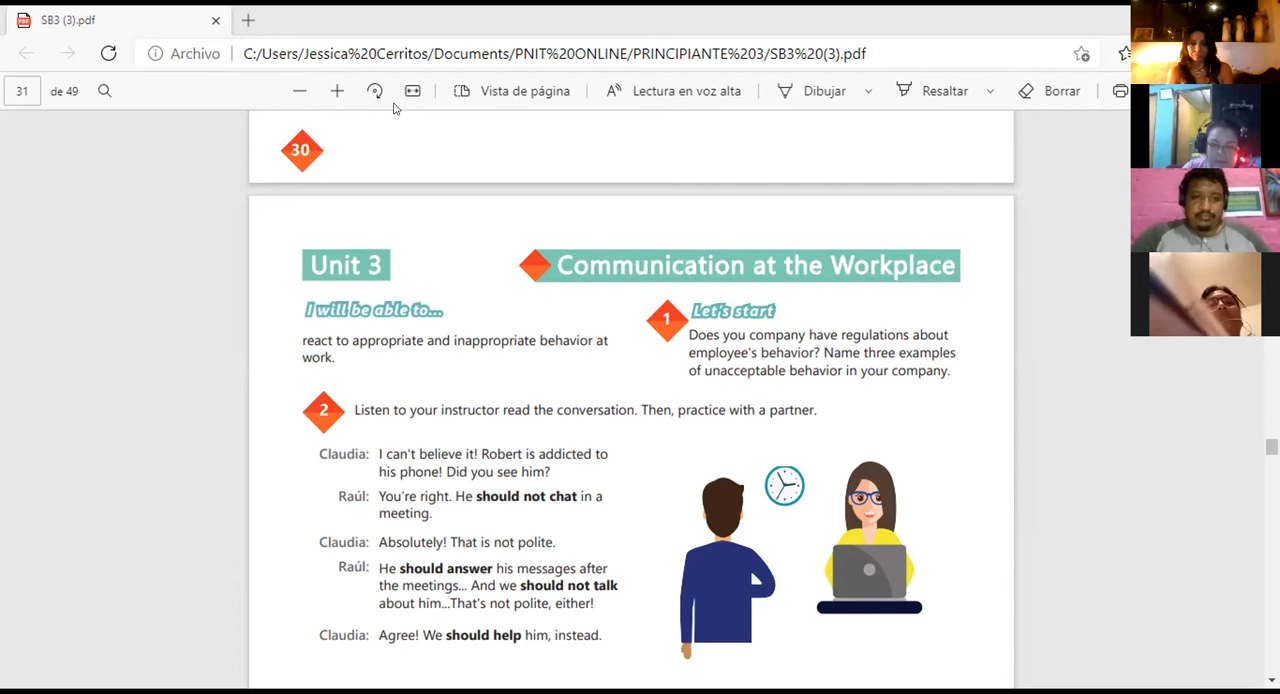 SB3 (3).pdf
Archivo C:/Users/Jessica%20Cerritos/Documents/PNIT%20ONLINE/PRINCIPIANTE%203/SB3%20(3).pdf
31 de 49 Vista de página Lectura en voz alta Dibujar Resaltar Borrar
30
Unit 3 Communication at the Workplace
I will be able to...
react to appropriate and inappropriate behavior at
work.
1 Let's start
Does you company have regulations about
employee's behavior? Name three examples
of unacceptable behavior in your company.
2 Listen to your instructor read the conversation. Then, practice with a partner.
Claudia: I can't believe it! Robert is addicted to
his phone! Did you see him?
Raúl: You're right. He should not chat in a
meeting.
Claudia: Absolutely! That is not polite.
Raúl: He should answer his messages after
the meetings... And we should not talk
about him...That's not polite, either!
Claudia: Agree! We should help him, instead.